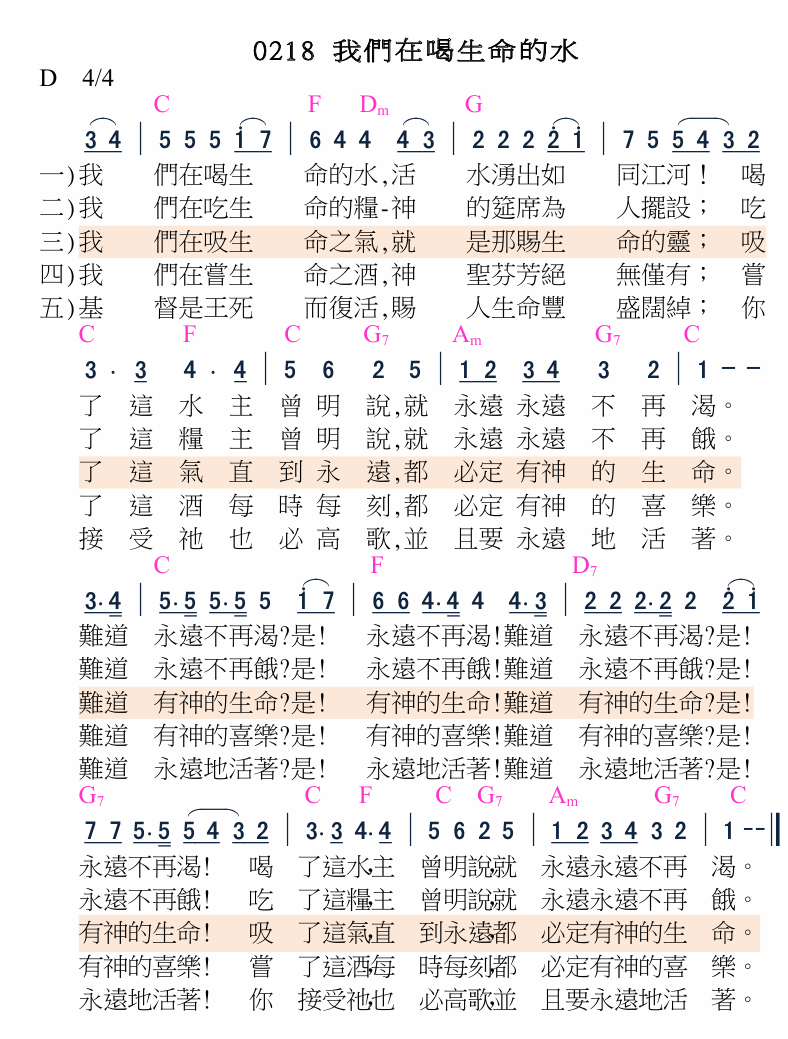 0218 我們在喝生命的水
D 4/4
C F Dm G
3 4 | 5 5 5 i 7 | 6 4 4 4 3 | 2 2 2 2̇ i | 7 5 5 4 3 2
一)我 們在喝生 命的水,活 水湧出如 同江河! 喝
二)我 們在吃生 命的糧-神 的筵席為 人擺設; 吃
三)我 們在吸生 命之氣,就 是那賜生 命的靈; 吸
四)我 們在嘗生 命之酒,神 聖芬芳絕 無僅有; 嘗
五)基 督是王死 而復活,賜 人生命豐 盛闊綽; 你
C F C G7 Am G7 C
3 · 3 4 · 4 | 5 6 2 5 | 1 2 3 4 3 2 | 1 - -
了 這 水 主 曾 明 說,就 永遠 永遠 不 再 渴。
了 這 糧 主 曾 明 說,就 永遠 永遠 不 再 餓。
了 這 氣 直 到 永 遠,都 必定 有神 的 生 命。
了 這 酒 每 時 每 刻,都 必定 有神 的 喜 樂。
接 受 祂 也 必 高 歌,並 且要 永遠 地 活 著。
C F D7
3·4 | 5·5 5·5 5 i 7 | 6 6 4·4 4 4·3 | 2 2 2·2 2 2̇ i
難道 永遠不再渴?是! 永遠不再渴!難道 永遠不再渴?是!
難道 永遠不再餓?是! 永遠不再餓!難道 永遠不再餓?是!
難道 有神的生命?是! 有神的生命!難道 有神的生命?是!
難道 有神的喜樂?是! 有神的喜樂!難道 有神的喜樂?是!
難道 永遠地活著?是! 永遠地活著!難道 永遠地活著?是!
G7 C F C G7 Am G7 C
7 7 5·5 5 4 3 2 | 3·3 4·4 | 5 6 2 5 | 1 2 3 4 3 2 | 1 - - ‖
永遠不再渴! 喝 了這水,主 曾明說,就 永遠永遠不再 渴。
永遠不再餓! 吃 了這糧,主 曾明說,就 永遠永遠不再 餓。
有神的生命! 吸 了這氣,直 到永遠,都 必定有神的生 命。
有神的喜樂! 嘗 了這酒,每 時每刻,都 必定有神的喜 樂。
永遠地活著! 你 接受祂,也 必高歌,並 且要永遠地活 著。